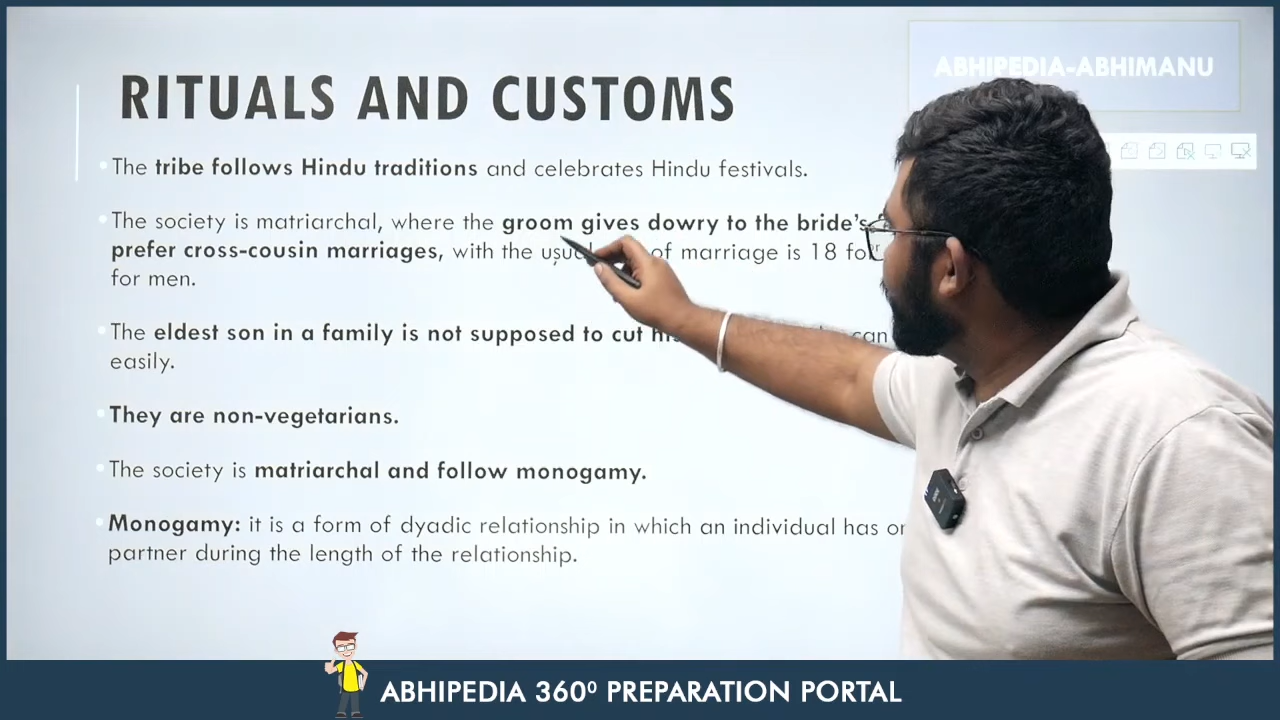 ABHIPEDIA-ABHIMANU
RITUALS AND CUSTOMS
The tribe follows Hindu traditions and celebrates Hindu festivals.
The society is matriarchal, where the groom gives dowry to the bride's
prefer cross-cousin marriages, with the usual of marriage is 18 for
for men.
The eldest son in a family is not supposed to cut his can
easily.
They are non-vegetarians.
The society is matriarchal and follow monogamy.
Monogamy: it is a form of dyadic relationship in which an individual has
partner during the length of the relationship.
ABHIPEDIA 360⁰ PREPARATION PORTAL